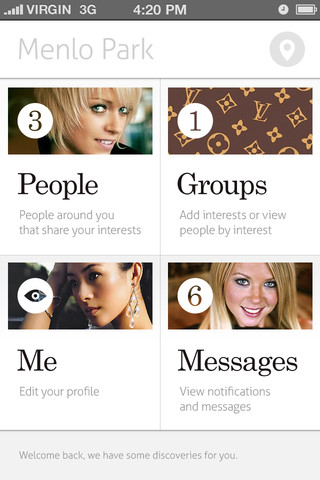 VIRGIN 3G 4:20 PM
Menlo Park
3
People
People around you
that share your interests
1
Groups
Add interests or view
people by interest
Me
Edit your profile
6
Messages
View notifications
and messages
Welcome back, we have some discoveries for you.